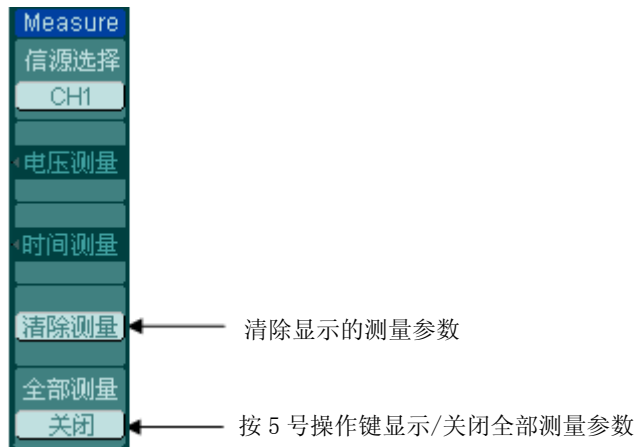 Measure
信源选择
CH1
电压测量
时间测量
清除测量
清除显示的测量参数
全部测量
关闭
按5号操作键显示/关闭全部测量参数